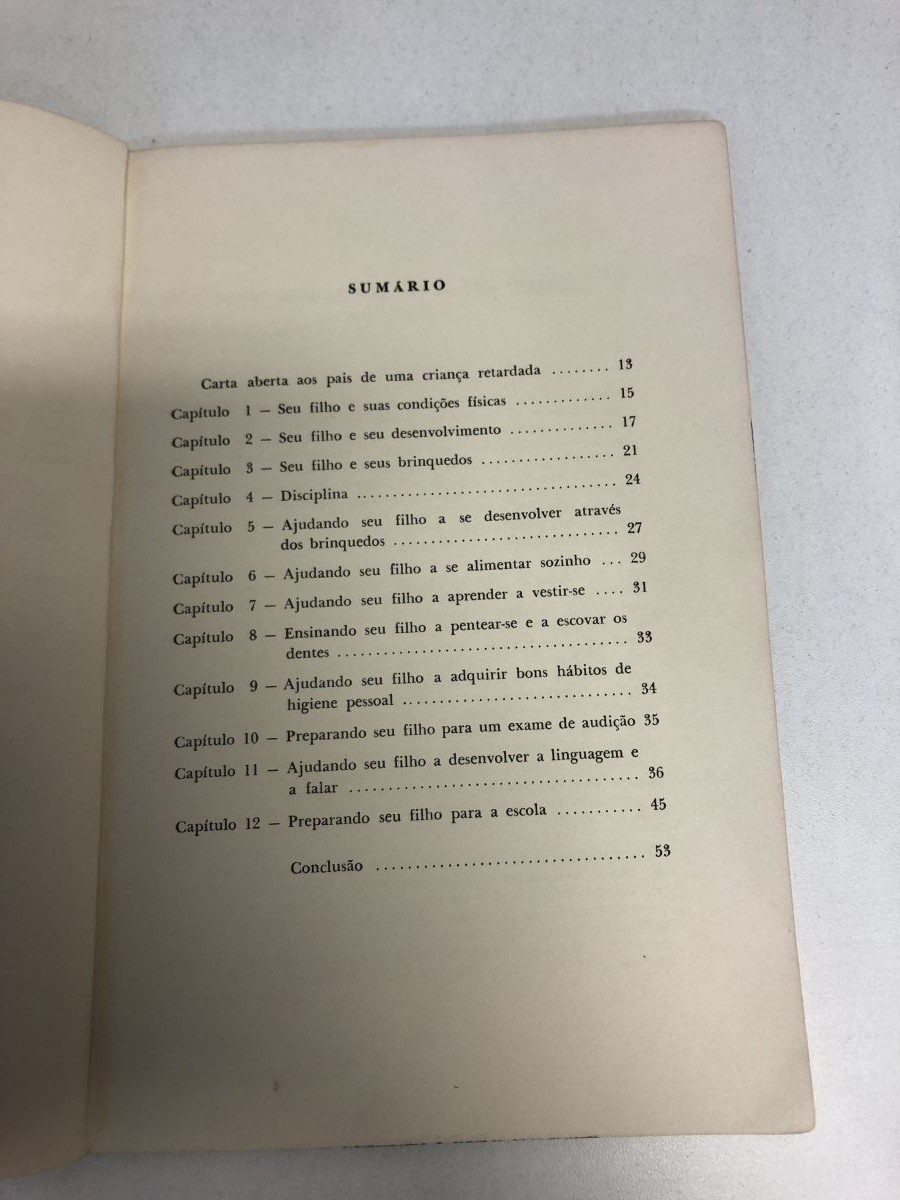 SUMÁRIO
Carta aberta aos pais de uma criança retardada ........ 13
Capítulo 1 — Seu filho e suas condições físicas ............. 15
Capítulo 2 — Seu filho e seu desenvolvimento .............. 17
Capítulo 3 — Seu filho e seus brinquedos .................. 21
Capítulo 4 — Disciplina ................................... 24
Capítulo 5 — Ajudando seu filho a se desenvolver através
dos brinquedos .............................. 27
Capítulo 6 — Ajudando seu filho a se alimentar sozinho ... 29
Capítulo 7 — Ajudando seu filho a aprender a vestir-se .... 31
Capítulo 8 — Ensinando seu filho a pentear-se e a escovar os
dentes ...................................... 33
Capítulo 9 — Ajudando seu filho a adquirir bons hábitos de
higiene pessoal .............................. 34
Capítulo 10 — Preparando seu filho para um exame de audição 35
Capítulo 11 — Ajudando seu filho a desenvolver a linguagem e
a falar ...................................... 36
Capítulo 12 — Preparando seu filho para a escola ........... 45
Conclusão ................................... 53